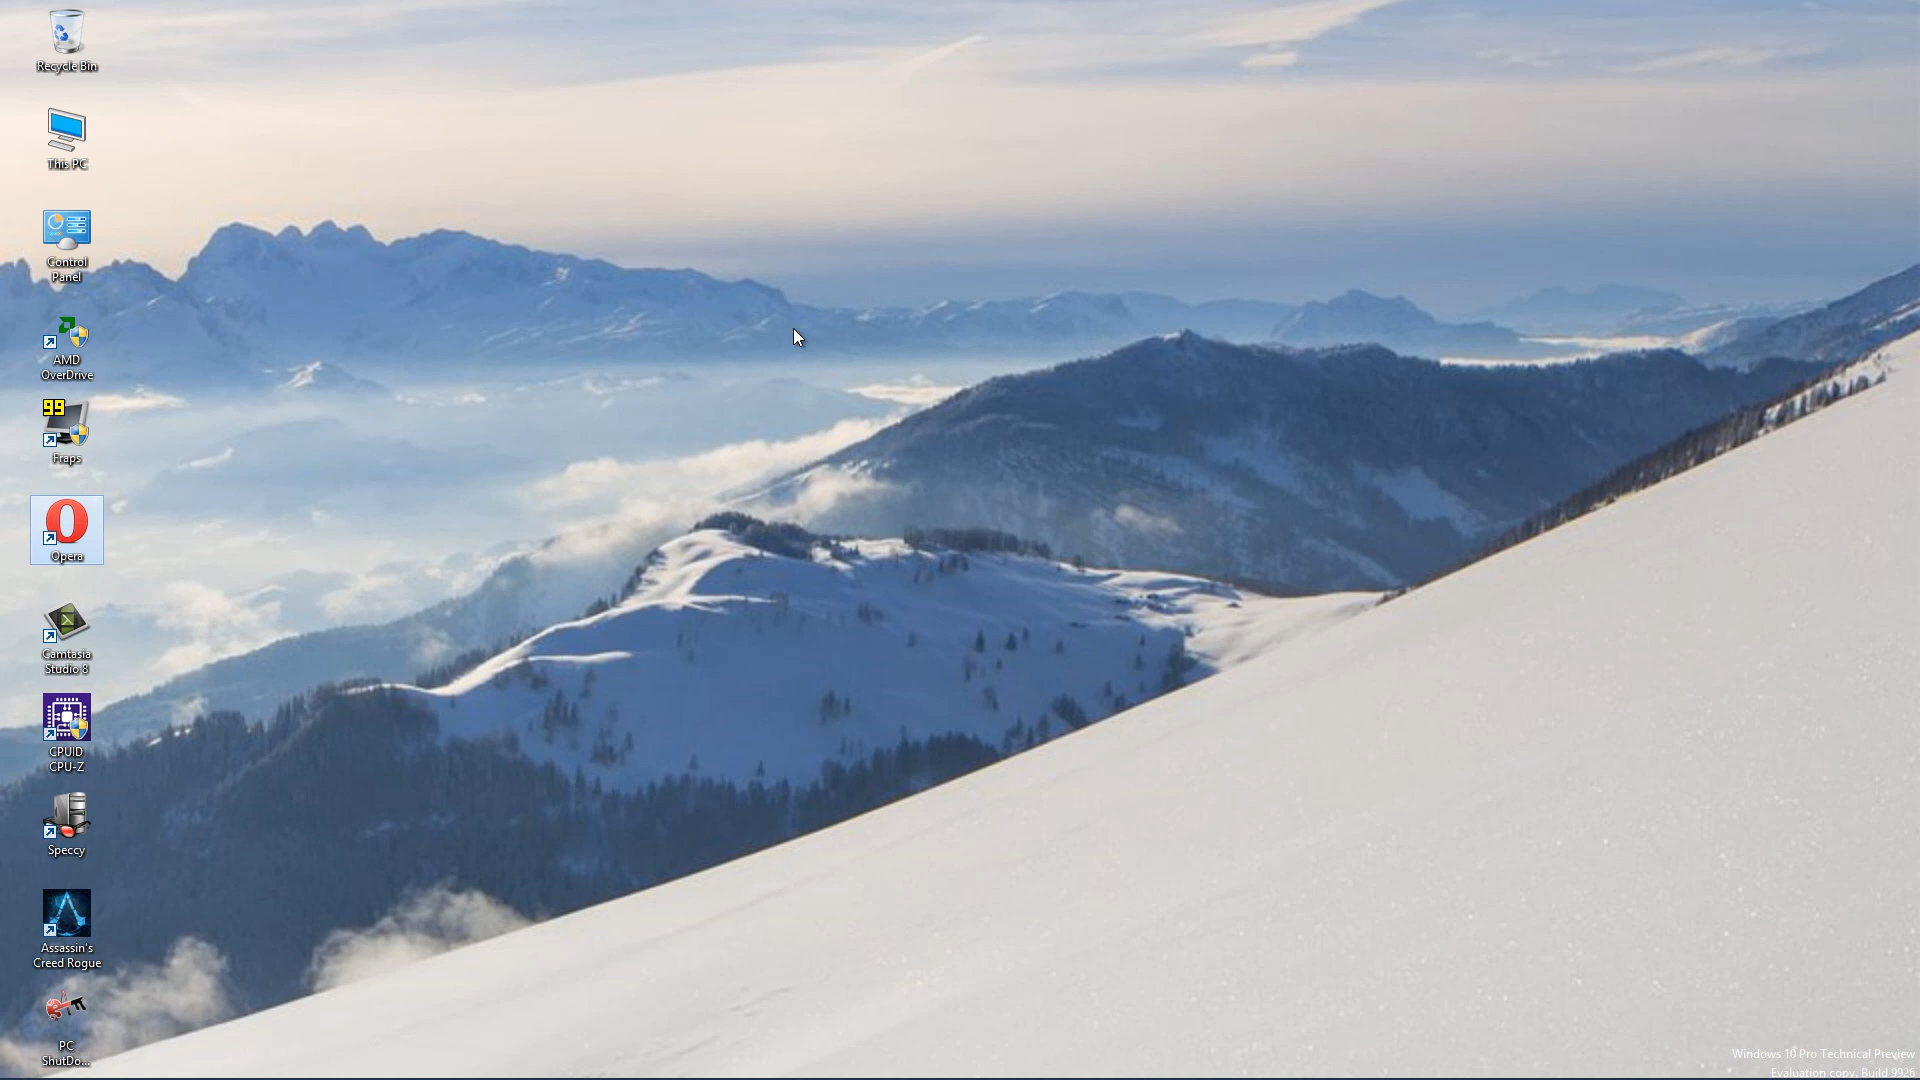 Recycle Bin
This PC
Control
Panel
AMD
OverDrive
99
Fraps
Opera
Camtasia
Studio 8
CPUID
CPU-Z
Speccy
Assassin's
Creed Rogue
PC
ShutDo...
Windows 10 Pro Technical Preview
Evaluation copy. Build 9926